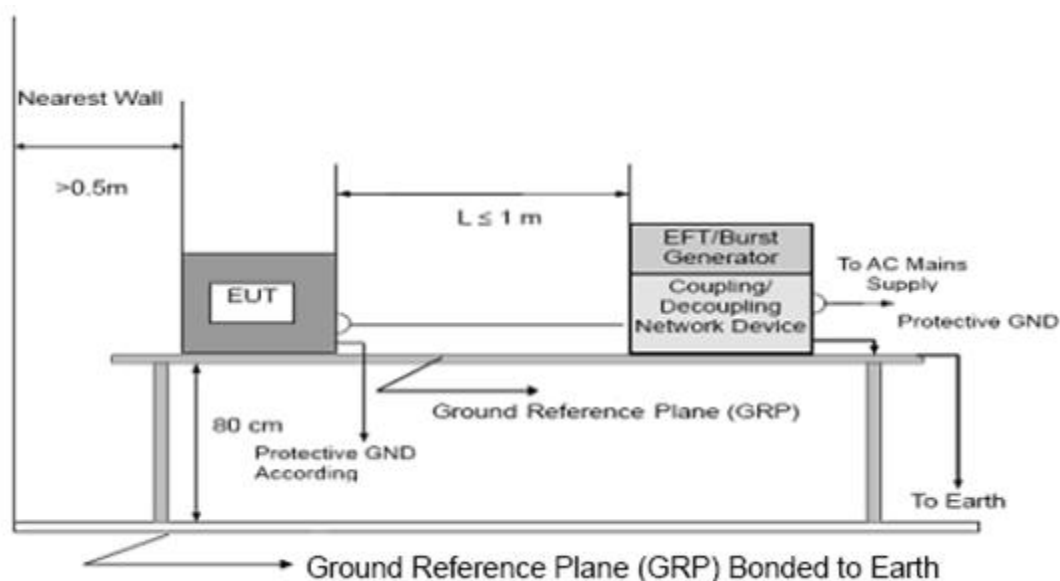 Nearest Wall
>0.5m
L ≤ 1 m
EFT/Burst
Generator
EUT
Coupling/
Decoupling
Network Device
To AC Mains
Supply
Protective GND
Ground Reference Plane (GRP)
80 cm
Protective GND
According
To Earth
Ground Reference Plane (GRP) Bonded to Earth